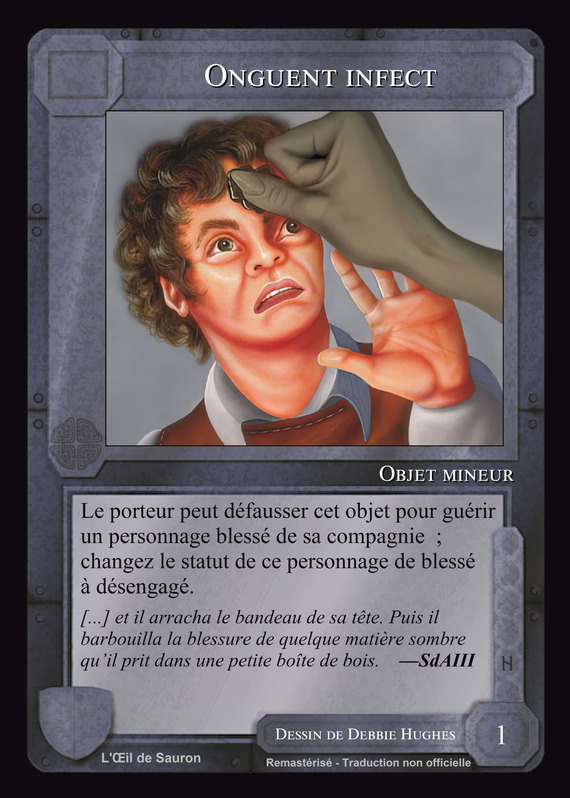 Onguent infect
Objet mineur
Le porteur peut défausser cet objet pour guérir
un personnage blessé de sa compagnie ;
changez le statut de ce personnage de blessé
à désengagé.
[...] et il arracha le bandeau de sa tête. Puis il
barbouilla la blessure de quelque matière sombre
qu'il prit dans une petite boîte de bois. —SdAIII
Dessin de Debbie Hughes
1
L'Œil de Sauron
Remastérisé - Traduction non officielle